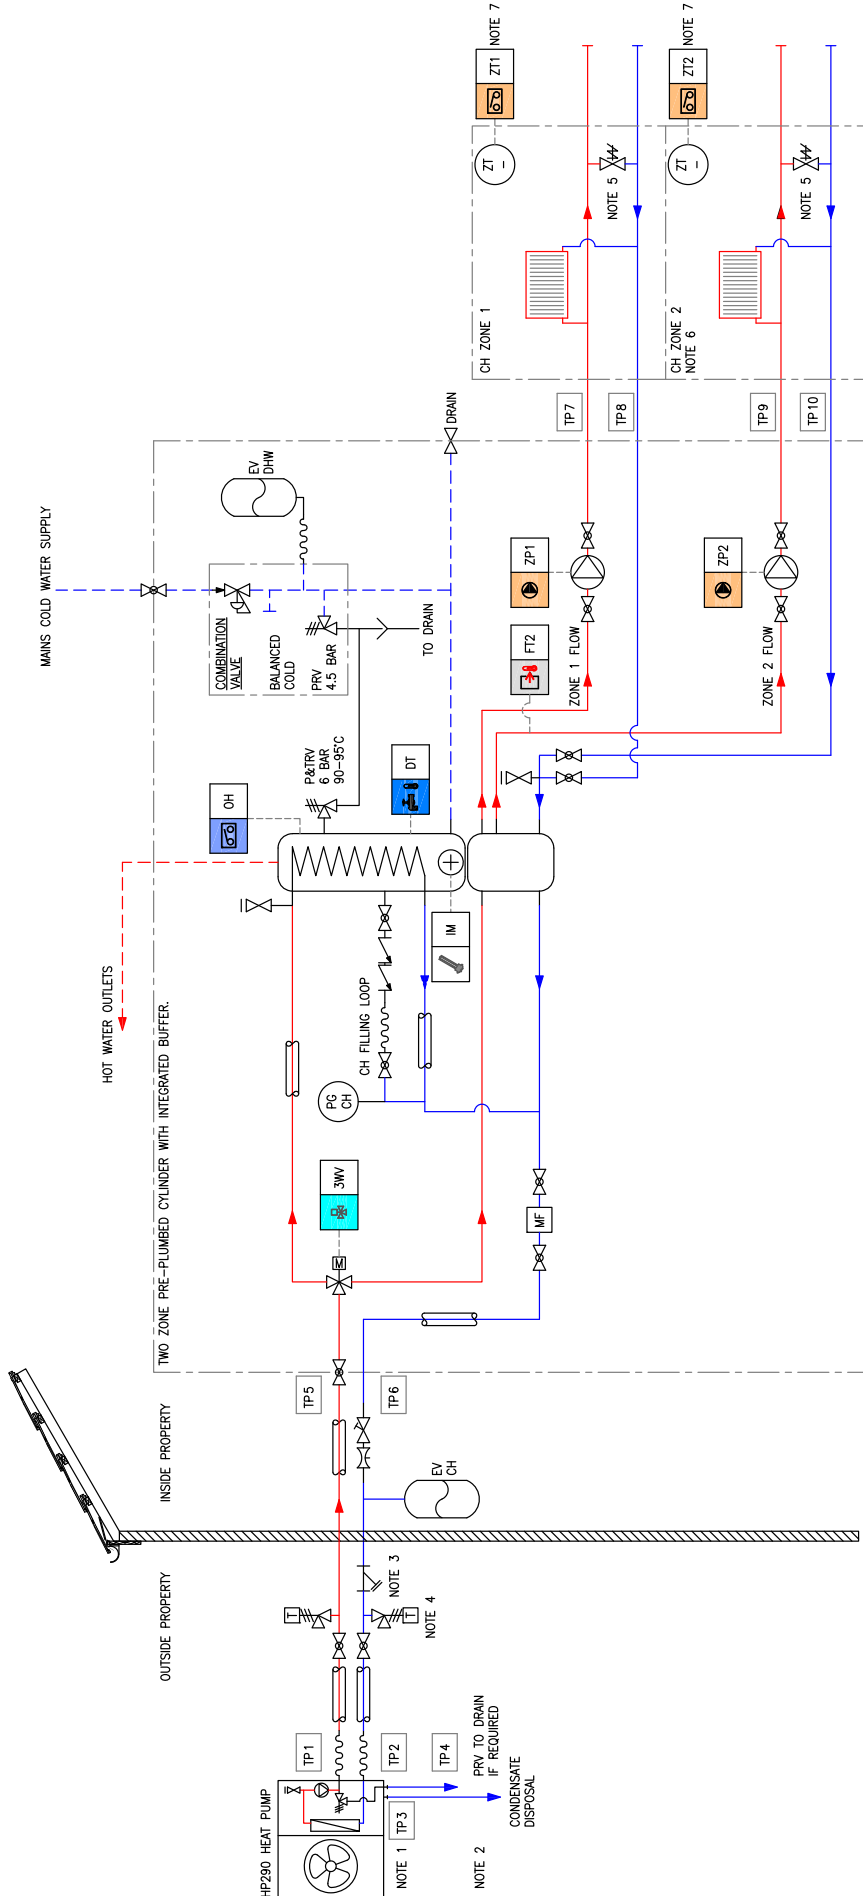 HP290 HEAT PUMP
NOTE 1
NOTE 2
TP3
TP1
TP2
TP4
PRV TO DRAIN
IF REQUIRED
CONDENSATE
DISPOSAL
OUTSIDE PROPERTY
T
T
NOTE 4
NOTE 3
INSIDE PROPERTY
EV
CH
TP5
TP6
TWO ZONE PRE-PLUMBED CYLINDER WITH INTEGRATED BUFFER.
M
3WV
MF
PG
CH
CH FILLING LOOP
HOT WATER OUTLETS
IM
OH
P&TRV
6 BAR
90-95°C
DT
MAINS COLD WATER SUPPLY
COMBINATION
VALVE
BALANCED
COLD
PRV
4.5 BAR
TO DRAIN
EV
DHW
DRAIN
FT2
ZONE 1 FLOW
ZONE 2 FLOW
ZP1
ZP2
TP7
TP8
TP9
TP10
CH ZONE 1
CH ZONE 2
NOTE 6
NOTE 5
NOTE 5
ZT
–
ZT
–
ZT1
NOTE 7
ZT2
NOTE 7